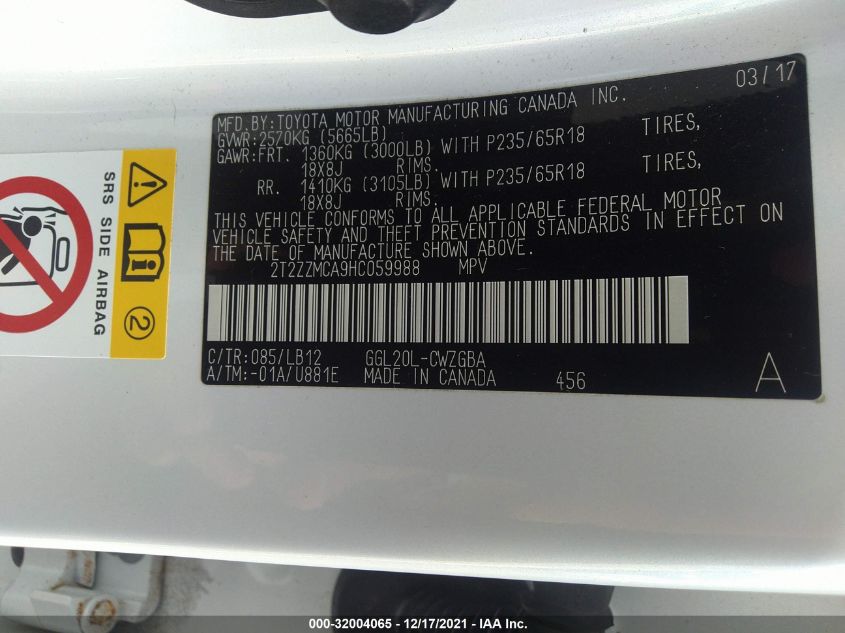 03/17
MFD.BY:TOYOTA MOTOR MANUFACTURING CANADA INC.
GVWR:2570KG (5665LB)
GAWR:FRT. 1360KG (3000LB) WITH P235/65R18 TIRES,
18X8J RIMS.
RR. 1410KG (3105LB) WITH P235/65R18 TIRES,
18X8J RIMS.
THIS VEHICLE CONFORMS TO ALL APPLICABLE FEDERAL MOTOR
VEHICLE SAFETY AND THEFT PREVENTION STANDARDS IN EFFECT ON
THE DATE OF MANUFACTURE SHOWN ABOVE.
2T2ZZMCA9HC059988 MPV
C/TR:085/LB12 GGL20L-CWZGBA
A/TM:-01A/U881E MADE IN CANADA 456 A
SRS SIDE AIRBAG
2
000-32004065 - 12/17/2021 - IAA Inc.